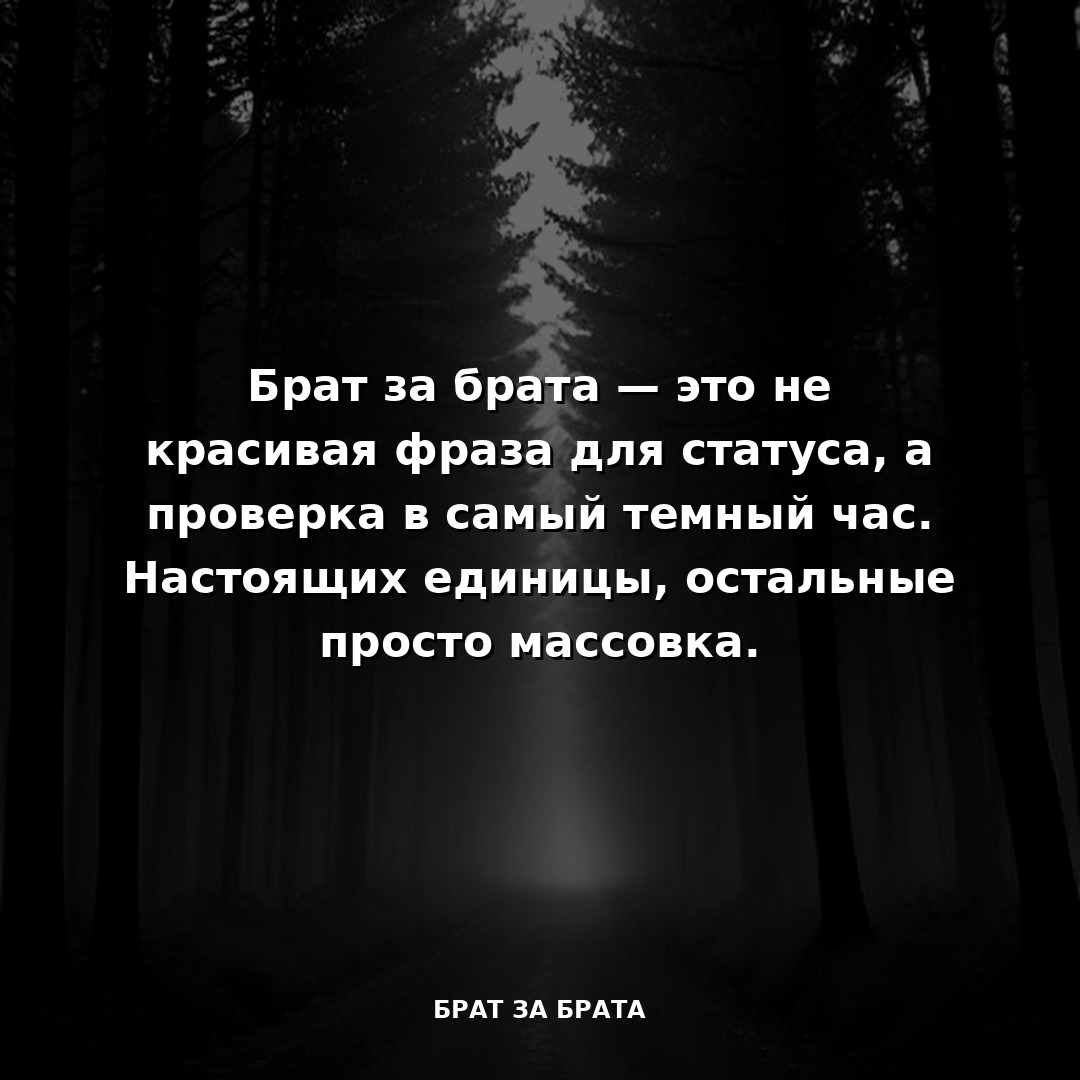 Брат за брата — это не
красивая фраза для статуса, а
проверка в самый темный час.
Настоящих единицы, остальные
просто массовка.
БРАТ ЗА БРАТА